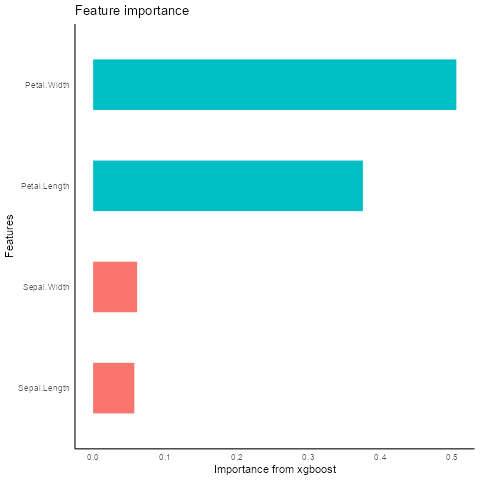 Feature importance
Petal.Width
Petal.Length
Sepal.Width
Sepal.Length
Features
0.0 0.1 0.2 0.3 0.4 0.5
Importance from xgboost